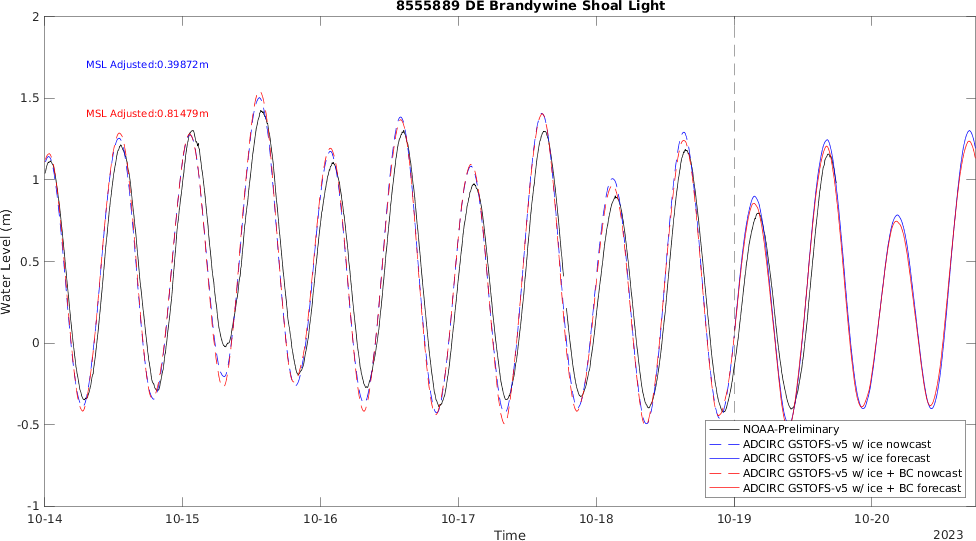 8555889 DE Brandywine Shoal Light
MSL Adjusted:0.39872m
MSL Adjusted:0.81479m
Water Level (m)
2
1.5
1
0.5
0
-0.5
-1
NOAA-Preliminary
ADCIRC GSTOFS-v5 w/ ice nowcast
ADCIRC GSTOFS-v5 w/ ice forecast
ADCIRC GSTOFS-v5 w/ ice + BC nowcast
ADCIRC GSTOFS-v5 w/ ice + BC forecast
10-14 10-15 10-16 10-17 10-18 10-19 10-20
Time
2023